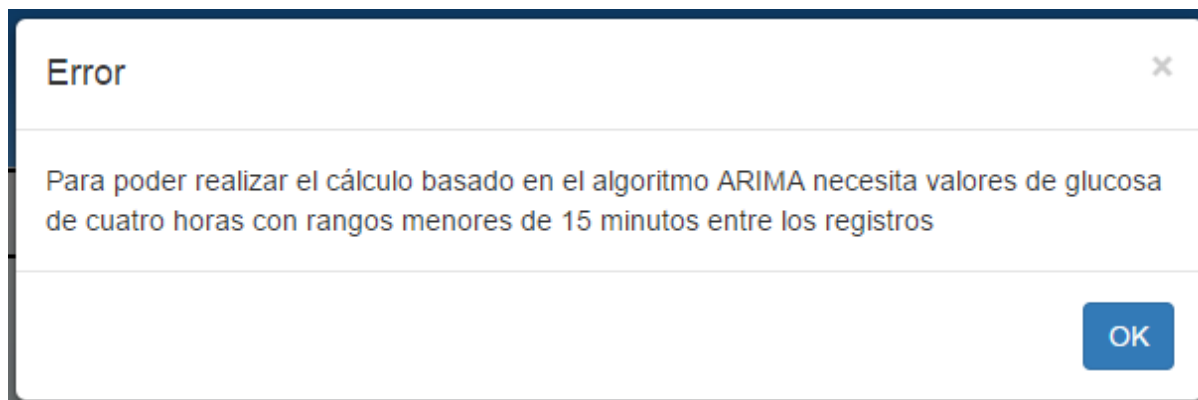 Error
×
Para poder realizar el cálculo basado en el algoritmo ARIMA necesita valores de glucosa
de cuatro horas con rangos menores de 15 minutos entre los registros
OK